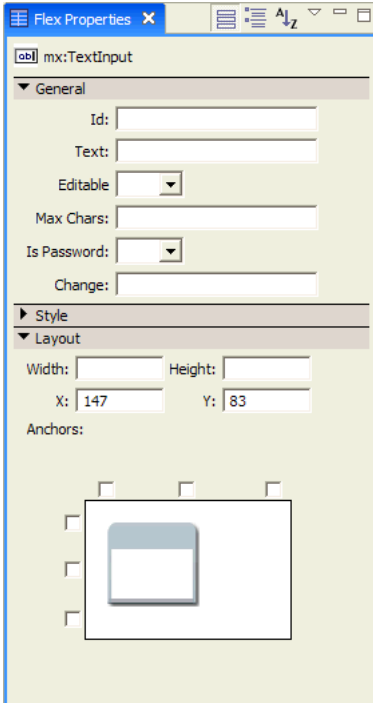 Flex Properties
mx:TextInput
General
Id:
Text:
Editable
Max Chars:
Is Password:
Change:
Style
Layout
Width: Height:
X: 147 Y: 83
Anchors: